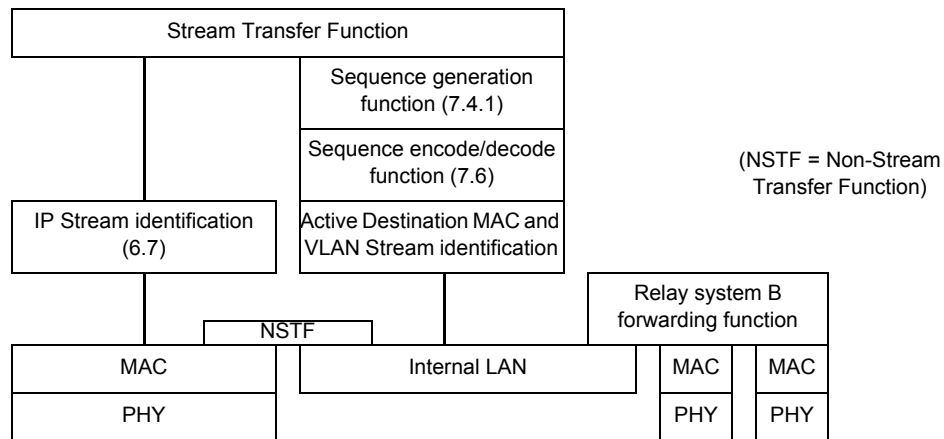 Stream Transfer Function
Sequence generation
function (7.4.1)
Sequence encode/decode
function (7.6)
(NSTF = Non-Stream
Transfer Function)
IP Stream identification
(6.7)
Active Destination MAC and
VLAN Stream identification
Relay system B
forwarding function
NSTF
MAC
Internal LAN
MAC
MAC
PHY
PHY
PHY